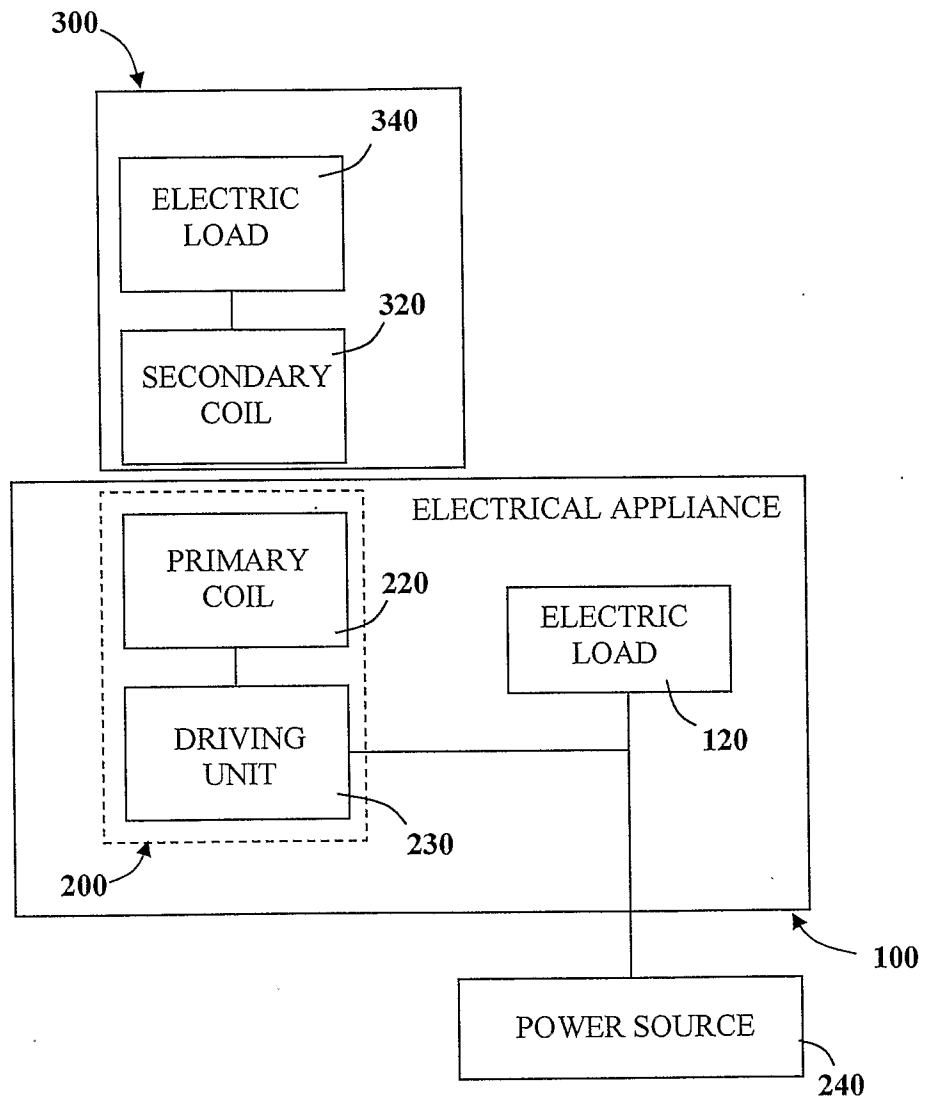 300
340
ELECTRIC
LOAD
320
SECONDARY
COIL
ELECTRICAL APPLIANCE
PRIMARY
COIL
220
ELECTRIC
LOAD
120
DRIVING
UNIT
230
200
100
POWER SOURCE
240